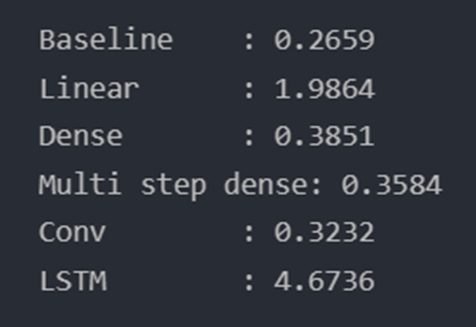 Baseline    : 0.2659
Linear      : 1.9864
Dense       : 0.3851
Multi step dense: 0.3584
Conv        : 0.3232
LSTM        : 4.6736